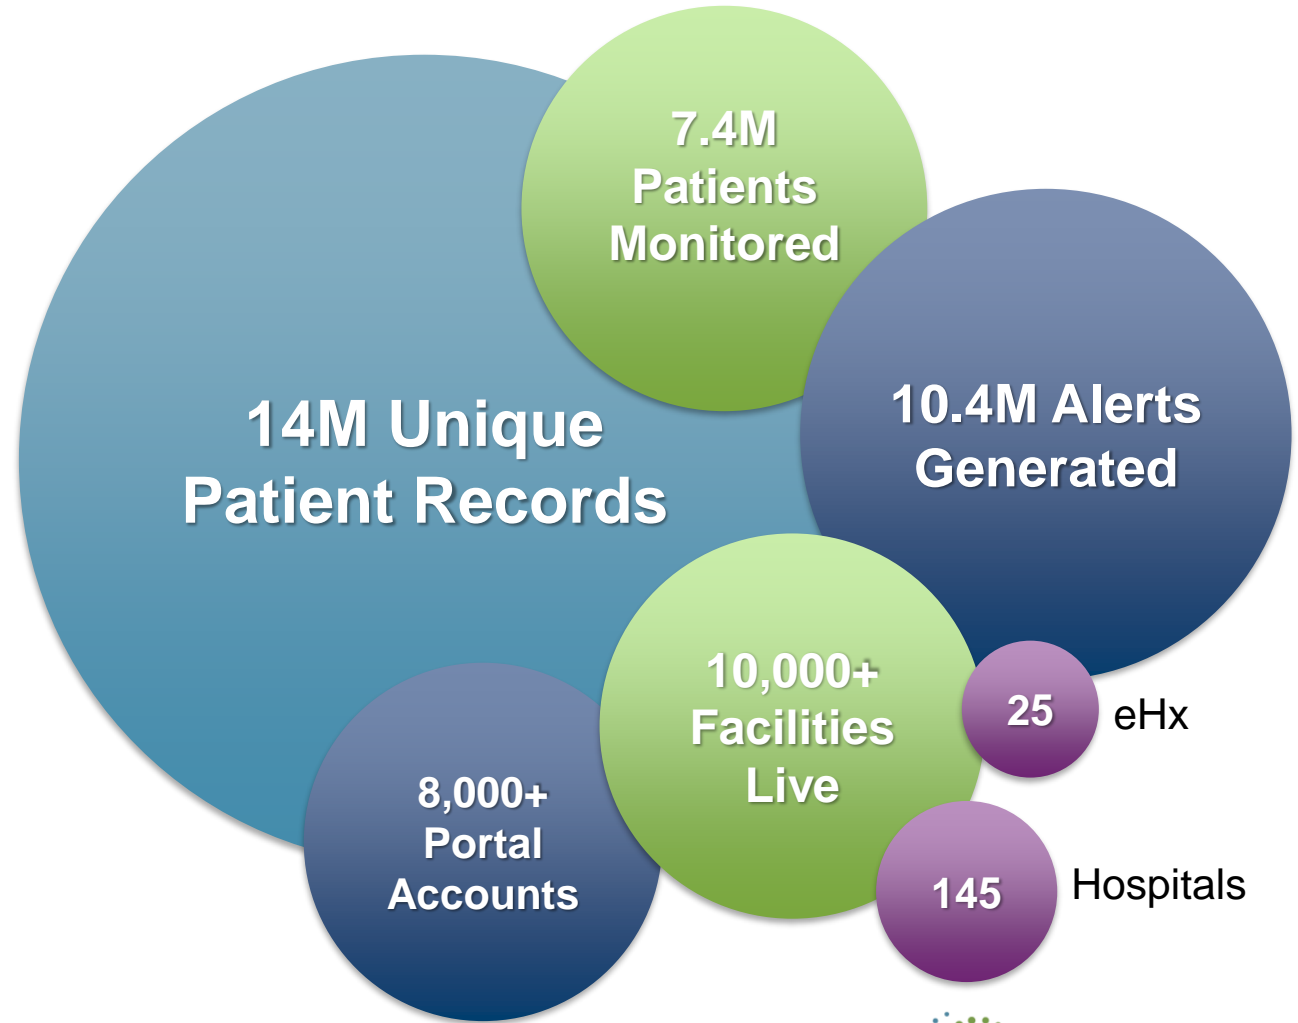 7.4M
Patients
Monitored
14M Unique
Patient Records
10.4M Alerts
Generated
10,000+
Facilities
Live
25
eHx
8,000+
Portal
Accounts
145
Hospitals